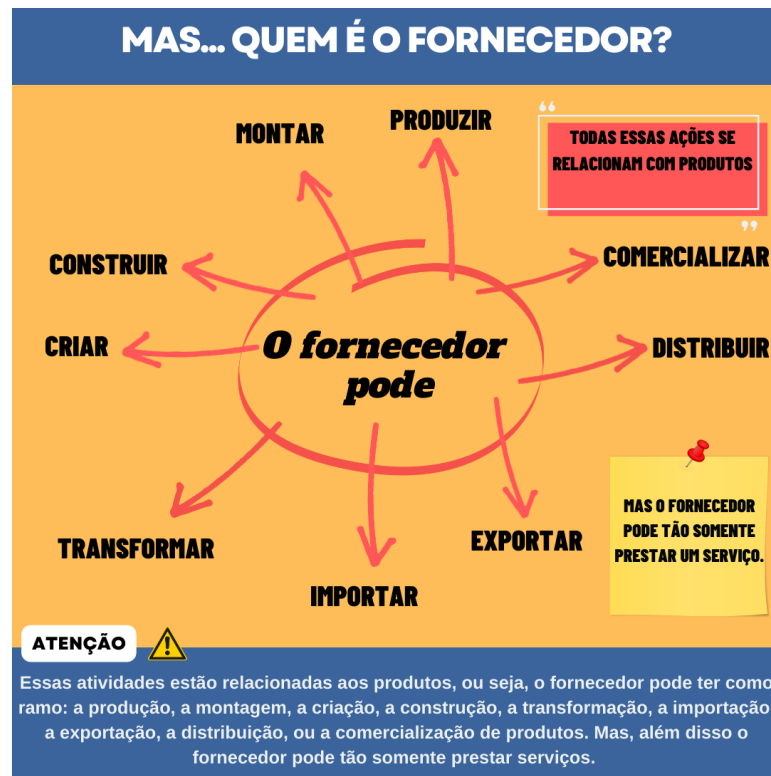 MAS... QUEM É O FORNECEDOR?
MONTAR
PRODUZIR
TODAS ESSAS AÇÕES SE
RELACIONAM COM PRODUTOS
CONSTRUIR
COMERCIALIZAR
CRIAR
O fornecedor
pode
DISTRIBUIR
TRANSFORMAR
IMPORTAR
EXPORTAR
MAS O FORNECEDOR
PODE TÃO SOMENTE
PRESTAR UM SERVIÇO.
ATENÇÃO
Essas atividades estão relacionadas aos produtos, ou seja, o fornecedor pode ter como
ramo: a produção, a montagem, a criação, a construção, a transformação, a importação
a exportação, a distribuição, ou a comercialização de produtos. Mas, além disso o
fornecedor pode tão somente prestar serviços.